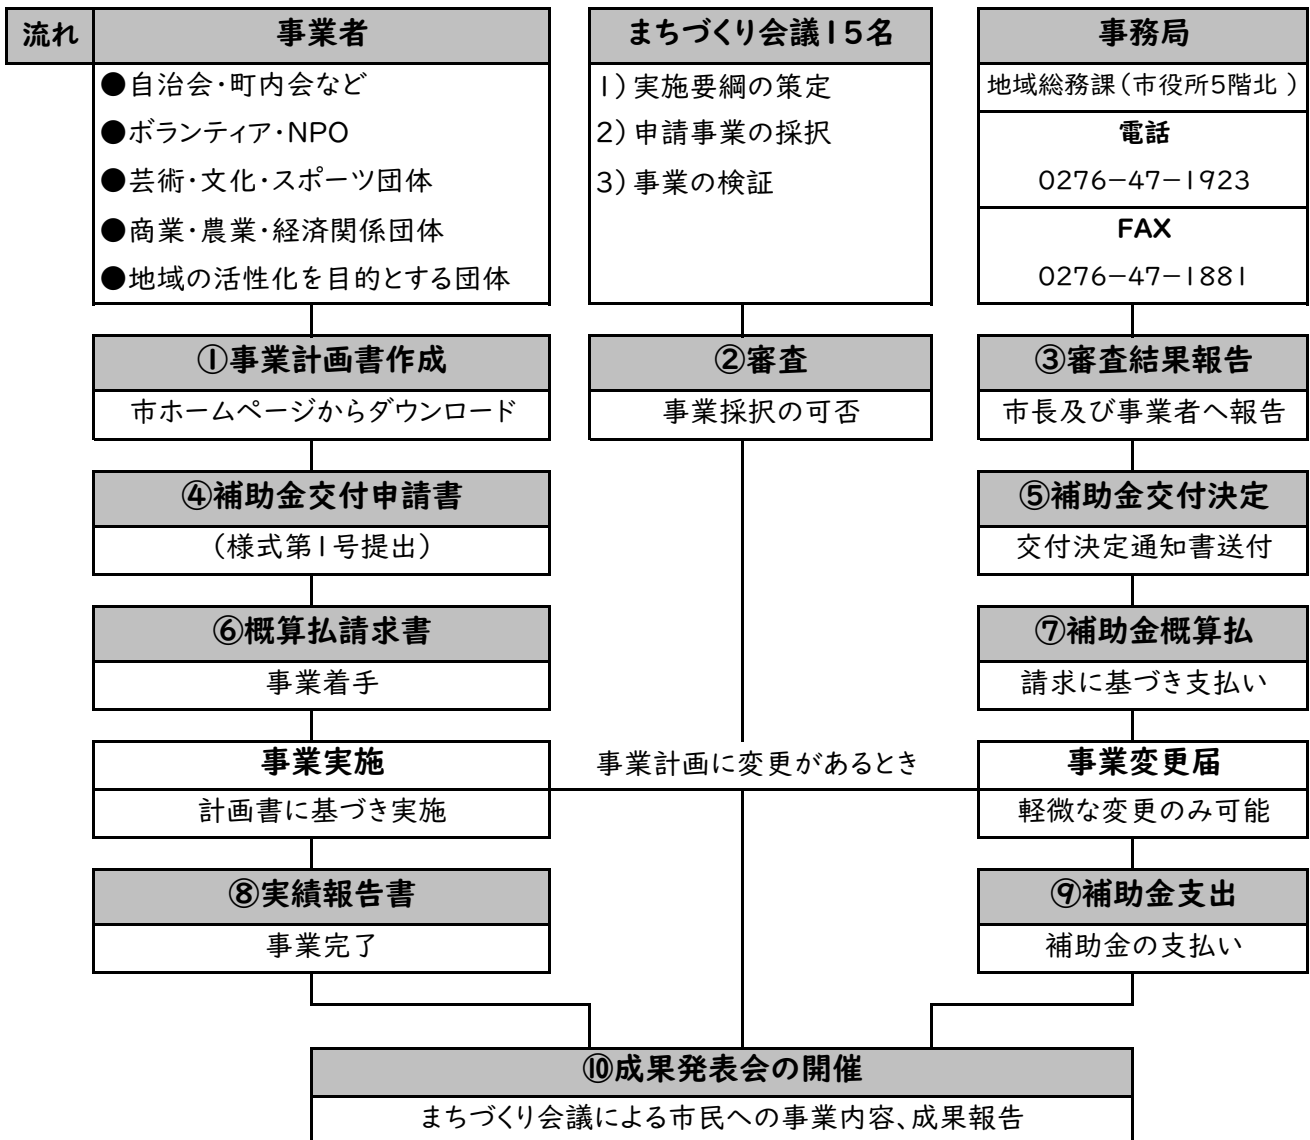 流れ
事業者
●自治会・町内会など
●ボランティア・NPO
●芸術・文化・スポーツ団体
●商業・農業・経済関係団体
●地域の活性化を目的とする団体
まちづくり会議15名
1）実施要綱の策定
2）申請事業の採択
3）事業の検証
事務局
地域総務課（市役所5階北 ）
電話
0276－47－1923
FAX
0276－47－1881
①事業計画書作成
市ホームページからダウンロード
②審査
事業採択の可否
③審査結果報告
市長及び事業者へ報告
④補助金交付申請書
（様式第1号提出）
⑤補助金交付決定
交付決定通知書送付
⑥概算払請求書
事業着手
⑦補助金概算払
請求に基づき支払い
事業実施
計画書に基づき実施
事業計画に変更があるとき
事業変更届
軽微な変更のみ可能
⑧実績報告書
事業完了
⑨補助金支出
補助金の支払い
⑩成果発表会の開催
まちづくり会議による市民への事業内容、成果報告